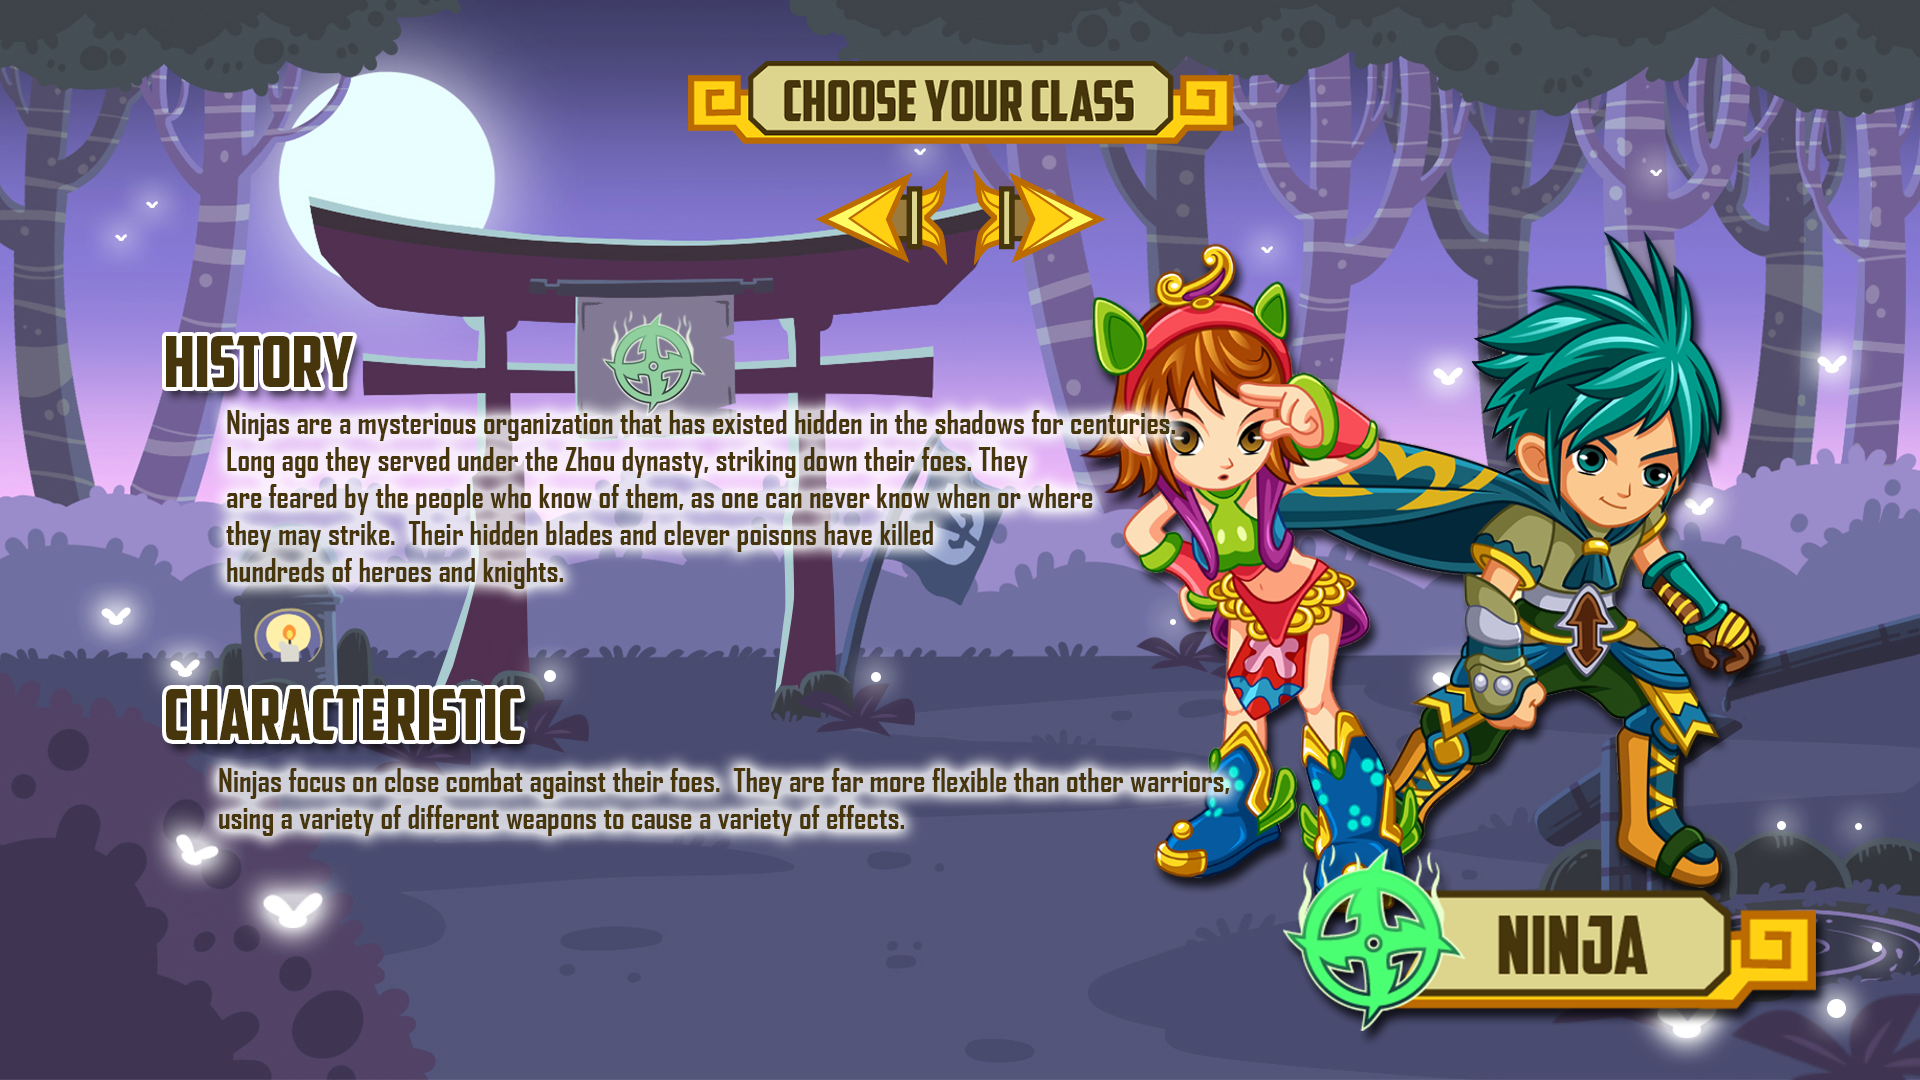 CHOOSE YOUR CLASS
HISTORY
Ninjas are a mysterious organization that has existed hidden in the shadows for centuries.
Long ago they served under the Zhou dynasty, striking down their foes. They
are feared by the people who know of them, as one can never know when or where
they may strike.  Their hidden blades and clever poisons have killed
hundreds of heroes and knights.
CHARACTERISTIC
Ninjas focus on close combat against their foes.  They are far more flexible than other warriors,
using a variety of different weapons to cause a variety of effects.
NINJA